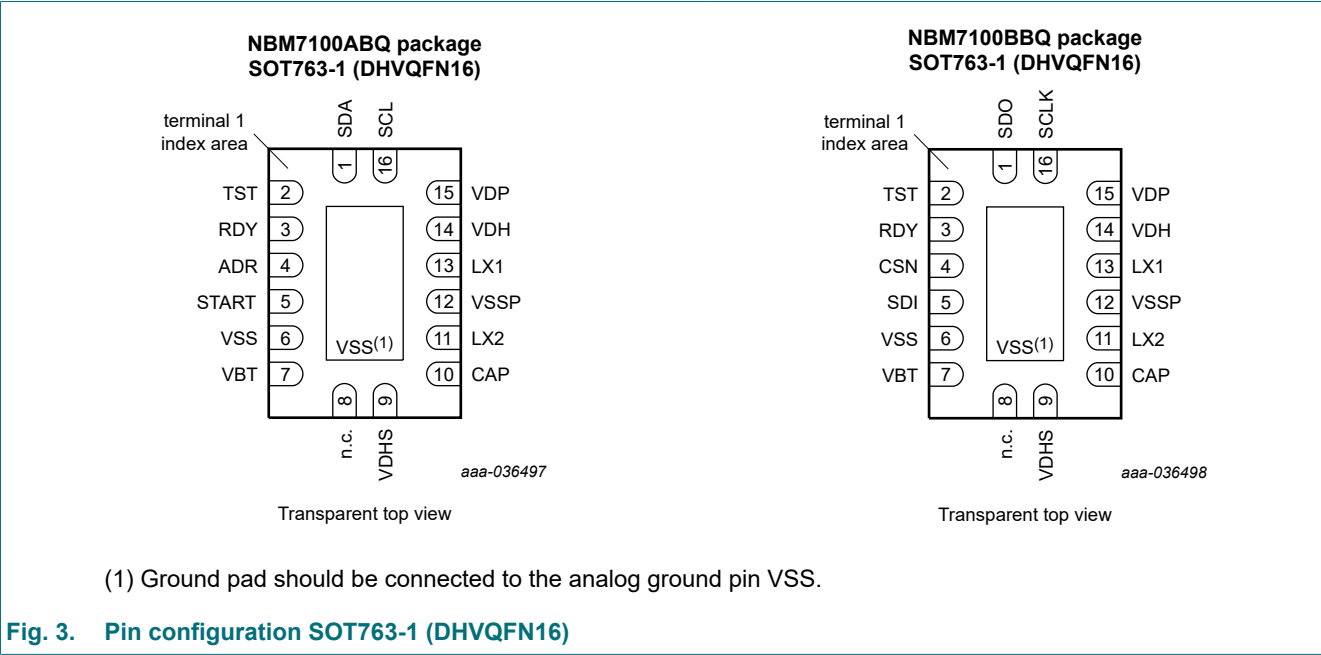 NBM7100ABQ package
SOT763-1 (DHVQFN16)
terminal 1
index area
SDA
SCL
1
16
TST 2
15 VDP
RDY 3
14 VDH
ADR 4
13 LX1
START 5
12 VSSP
VSS 6
11 LX2
VSS(1)
VBT 7
10 CAP
8
9
n.c.
VDHS
aaa-036497
Transparent top view
NBM7100BBQ package
SOT763-1 (DHVQFN16)
terminal 1
index area
SDO
SCLK
1
16
TST 2
15 VDP
RDY 3
14 VDH
CSN 4
13 LX1
SDI 5
12 VSSP
VSS 6
11 LX2
VSS(1)
VBT 7
10 CAP
8
9
n.c.
VDHS
aaa-036498
Transparent top view
(1) Ground pad should be connected to the analog ground pin VSS.
Fig. 3. Pin configuration SOT763-1 (DHVQFN16)